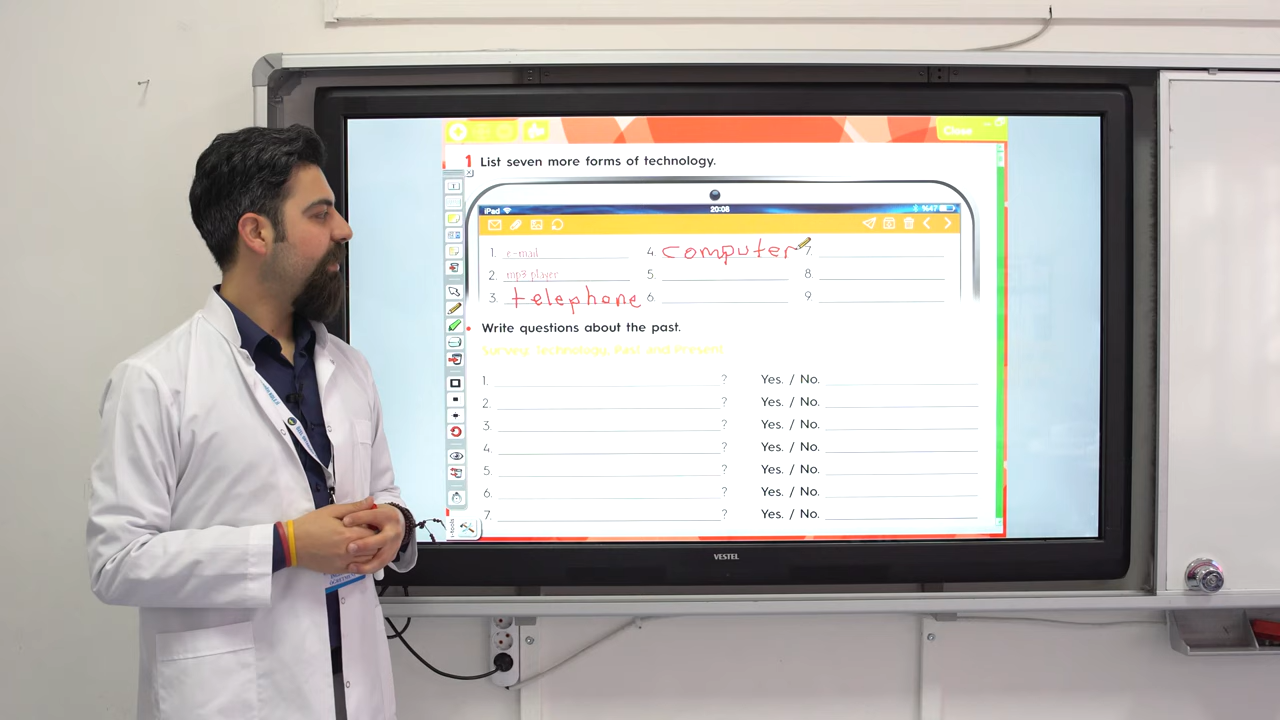 Close
1 List seven more forms of technology.
iPad 20:08 %47
1. e-mail 4. computer 7.
2. mp3 player 5. 8.
3. telephone 6. 9.
Write questions about the past.
Survey: Technology, Past and Present
1. ? Yes. / No.
2. ? Yes. / No.
3. ? Yes. / No.
4. ? Yes. / No.
5. ? Yes. / No.
6. ? Yes. / No.
7. ? Yes. / No.
VESTEL